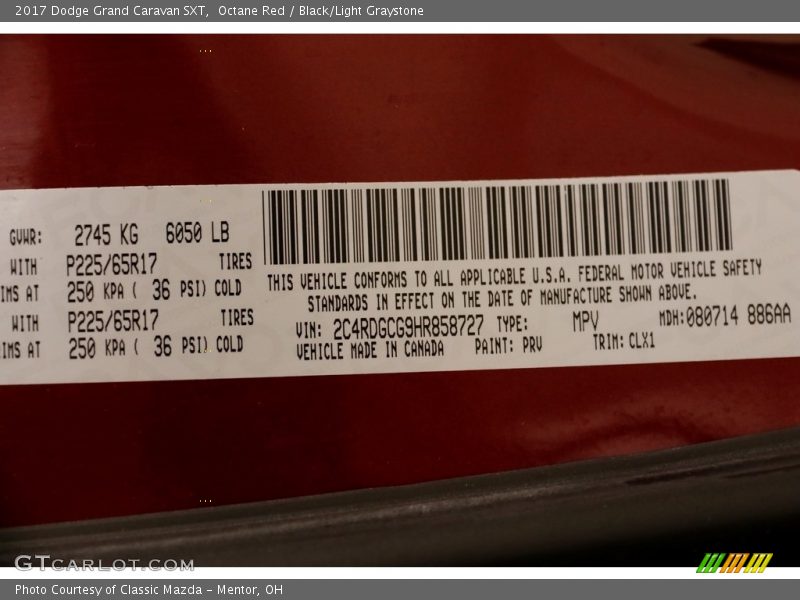 2017 Dodge Grand Caravan SXT,  Octane Red / Black/Light Graystone
GVWR: 2745 KG 6050 LB
WITH P225/65R17 TIRES
IMS AT 250 KPA ( 36 PSI) COLD
WITH P225/65R17 TIRES
IMS AT 250 KPA ( 36 PSI) COLD
THIS VEHICLE CONFORMS TO ALL APPLICABLE U.S.A. FEDERAL MOTOR VEHICLE SAFETY
STANDARDS IN EFFECT ON THE DATE OF MANUFACTURE SHOWN ABOVE.
VIN: 2C4RDGCG9HR858727 TYPE: MPV MDH:080714 886AA
VEHICLE MADE IN CANADA PAINT: PRV TRIM: CLX1
GTCARLOT.COM
Photo Courtesy of Classic Mazda - Mentor, OH